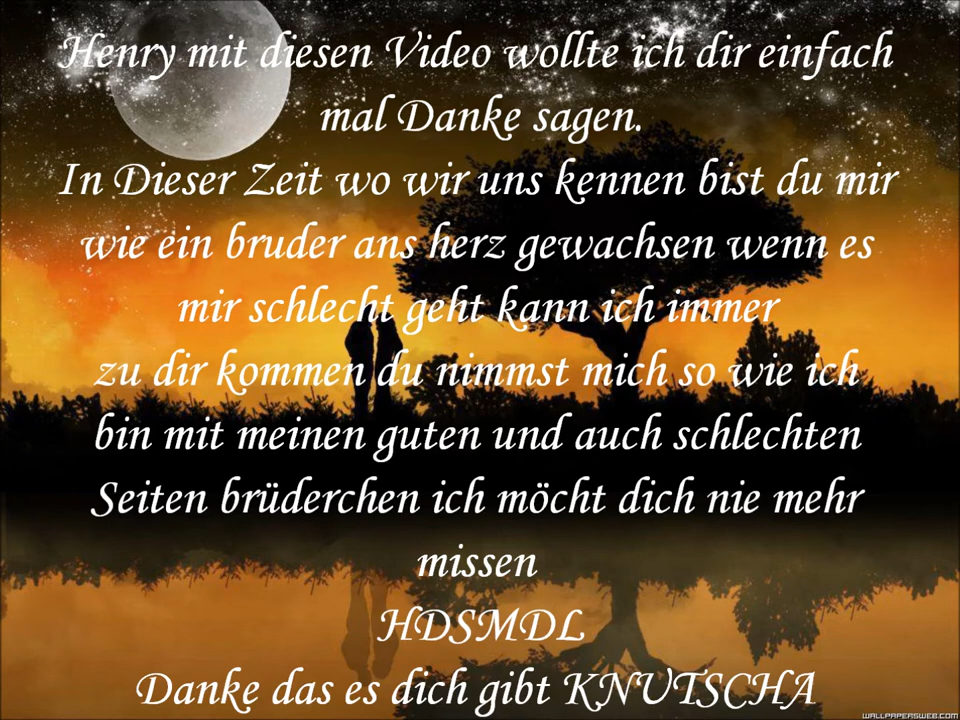 Henry mit diesen Video wollte ich dir einfach
mal Danke sagen.
In Dieser Zeit wo wir uns kennen bist du mir
wie ein bruder ans herz gewachsen wenn es
mir schlecht geht kann ich immer
zu dir kommen du nimmst mich so wie ich
bin mit meinen guten und auch schlechten
Seiten brüderchen ich möcht dich nie mehr
missen
HDSMDL
Danke das es dich gibt KNUTSCHA
WALLPAPERSWEB.COM